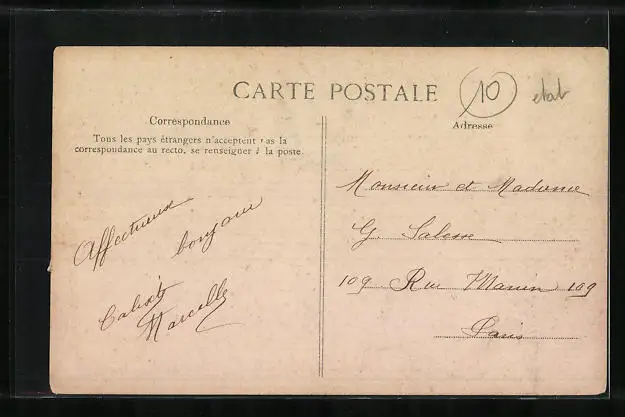 CARTE POSTALE
10
etat
Correspondance
Adresse
Tous les pays étrangers n'acceptent pas la
correspondance au recto, se renseigner à la poste.
Affectueux
bonjour
Calixte
Marcelle
Monsieur et Madame
G. Salesse
109 Rue Manin 109
Paris